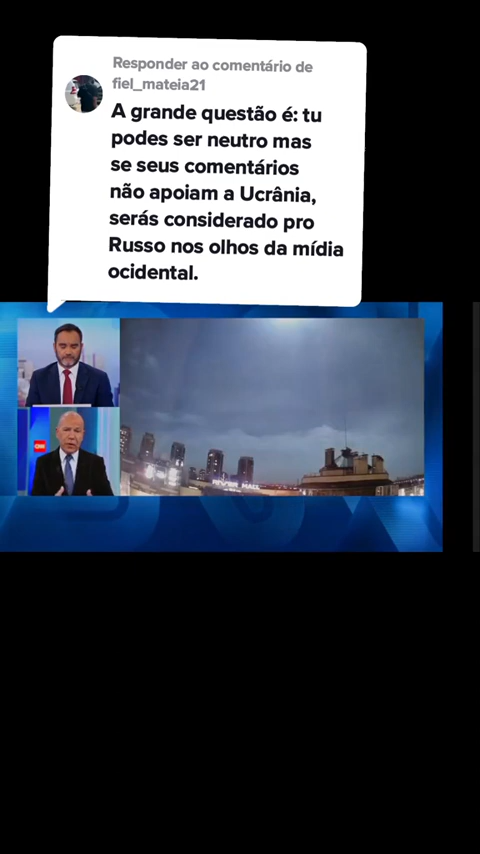 Responder ao comentário de
fiel_mateia21
A grande questão é: tu
podes ser neutro mas
se seus comentários
não apoiam a Ucrânia,
serás considerado pro
Russo nos olhos da mídia
ocidental.
CNN